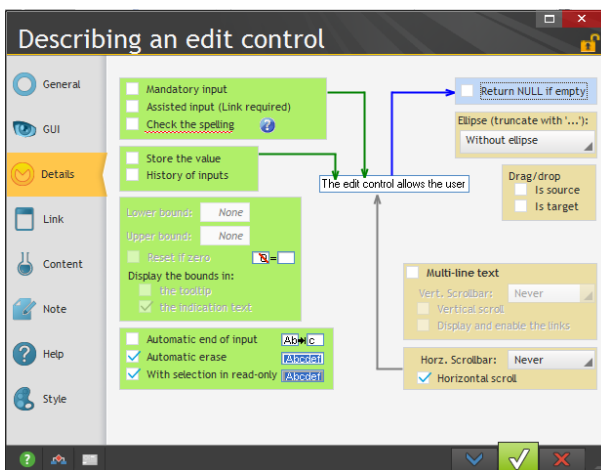 Describing an edit control
General
GUI
Details
Link
Content
Note
Help
Style
Mandatory input
Assisted input (Link required)
Check the spelling
?
Store the value
History of inputs
Lower bound: None
Upper bound: None
Reset if zero
0 =
Display the bounds in:
the tooltip
the indication text
Automatic end of input
Ab c
Automatic erase
Abcdef
With selection in read-only
Abcdef
The edit control allows the user
Return NULL if empty
Ellipse (truncate with '...'):
Without ellipse
Drag/drop
Is source
Is target
Multi-line text
Vert. Scrollbar: Never
Vertical scroll
Display and enable the links
Horz. Scrollbar: Never
Horizontal scroll
?